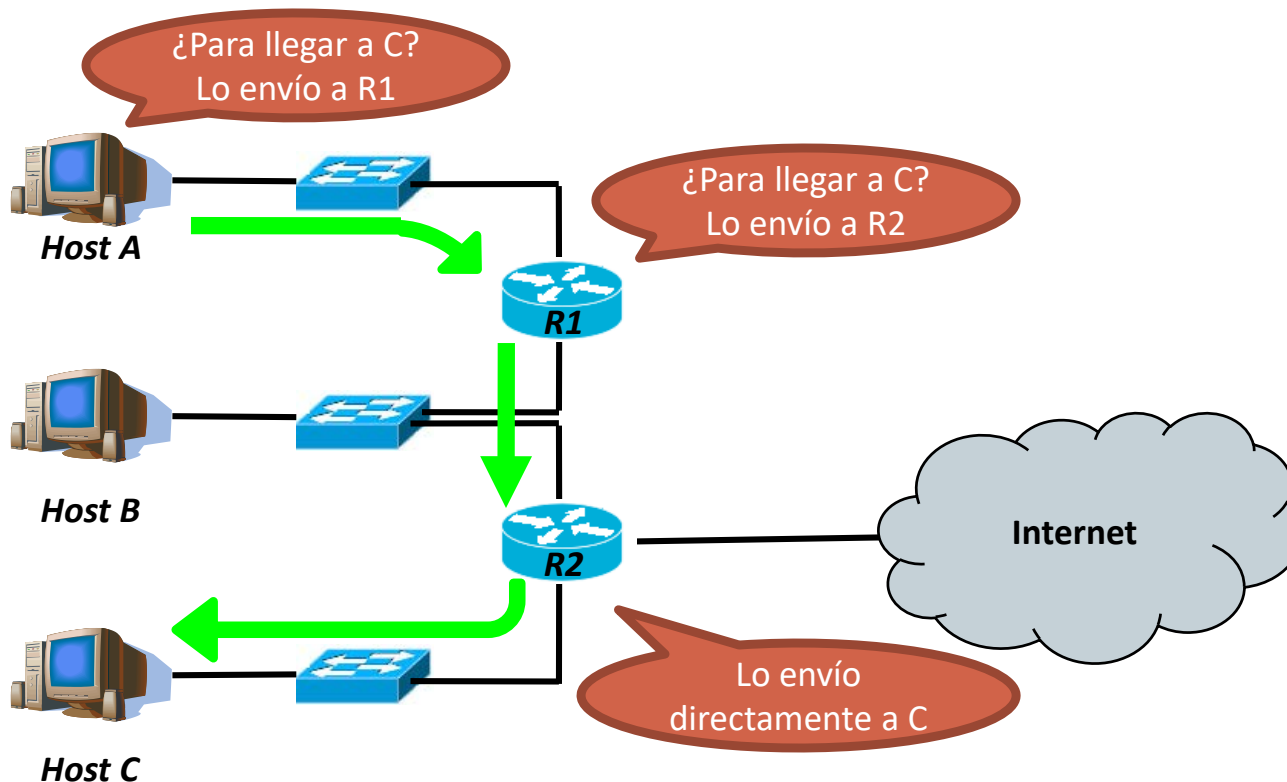 ¿Para llegar a C?
Lo envío a R1
¿Para llegar a C?
Lo envío a R2
Host A
R1
Host B
Internet
R2
Lo envío
directamente a C
Host C